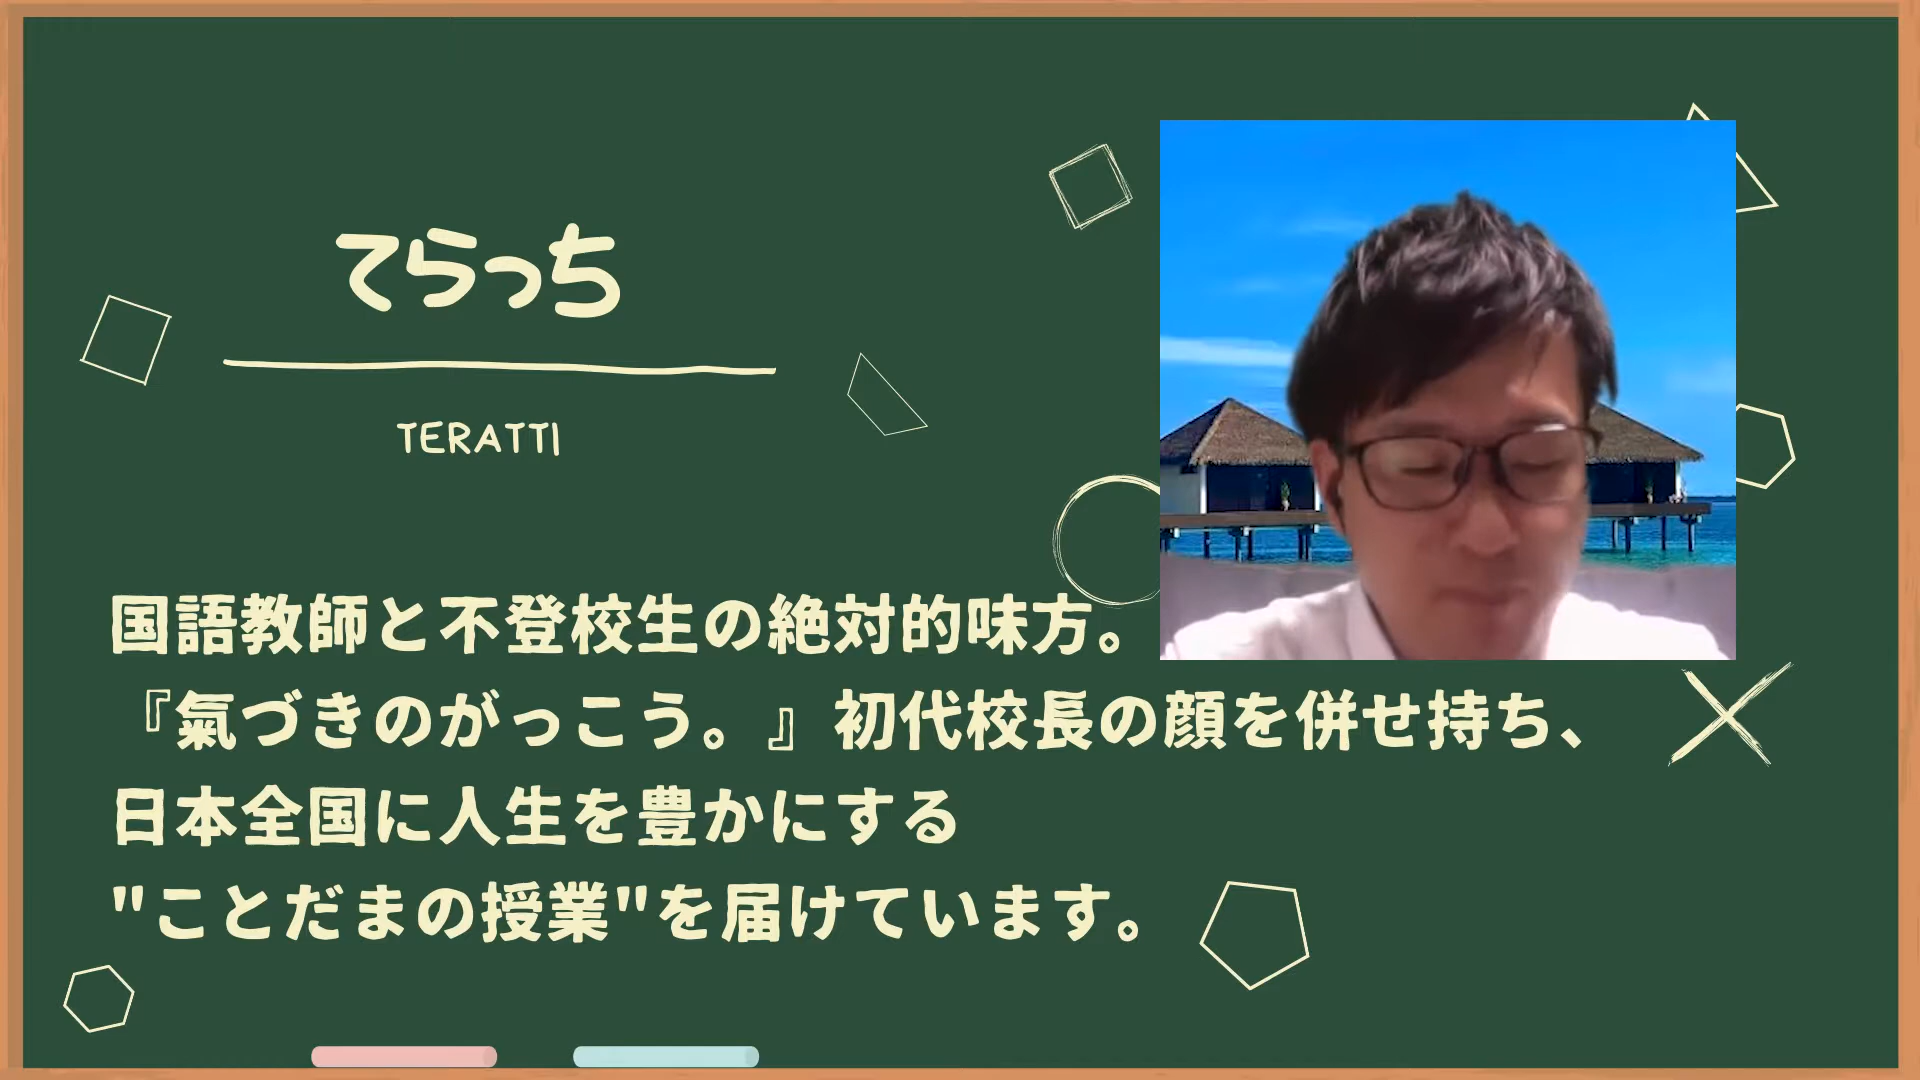 てらっち
TERATTI
国語教師と不登校生の絶対的味方。
『氣づきのがっこう。』初代校長の顔を併せ持ち、
日本全国に人生を豊かにする
"ことだまの授業"を届けています。